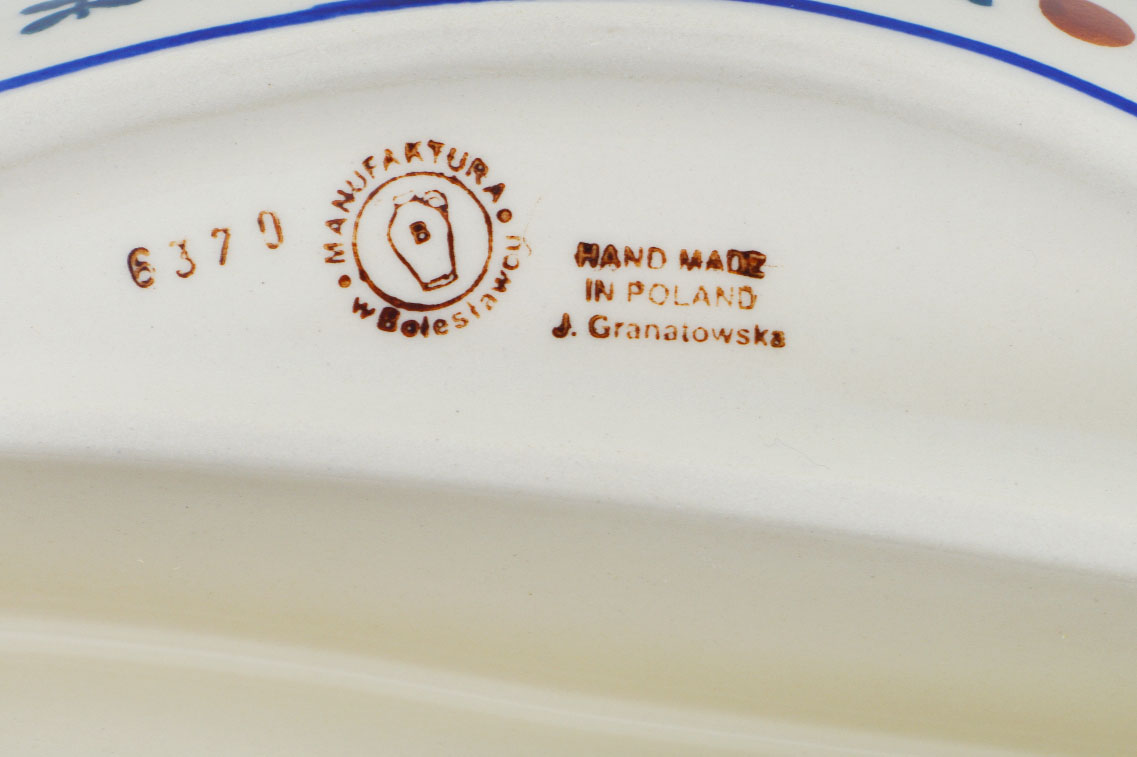 6370
MANUFAKTURA
w Bolesławcu
B
HAND MADE
IN POLAND
J. Granatowska